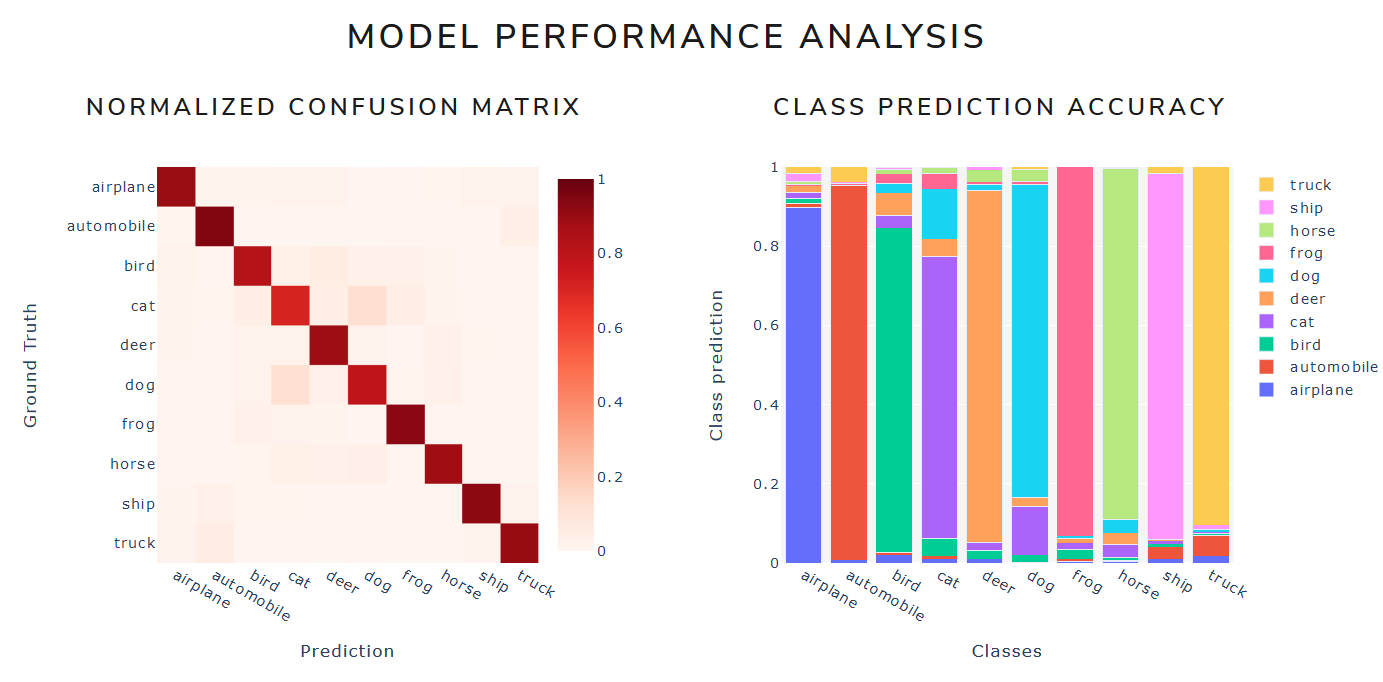 MODEL PERFORMANCE ANALYSIS
NORMALIZED CONFUSION MATRIX
Ground Truth
airplane
automobile
bird
cat
deer
dog
frog
horse
ship
truck
airplane
automobile
bird
cat
deer
dog
frog
horse
ship
truck
Prediction
1
0.8
0.6
0.4
0.2
0
CLASS PREDICTION ACCURACY
Class prediction
1
0.8
0.6
0.4
0.2
0
airplane
automobile
bird
cat
deer
dog
frog
horse
ship
truck
Classes
truck
ship
horse
frog
dog
deer
cat
bird
automobile
airplane